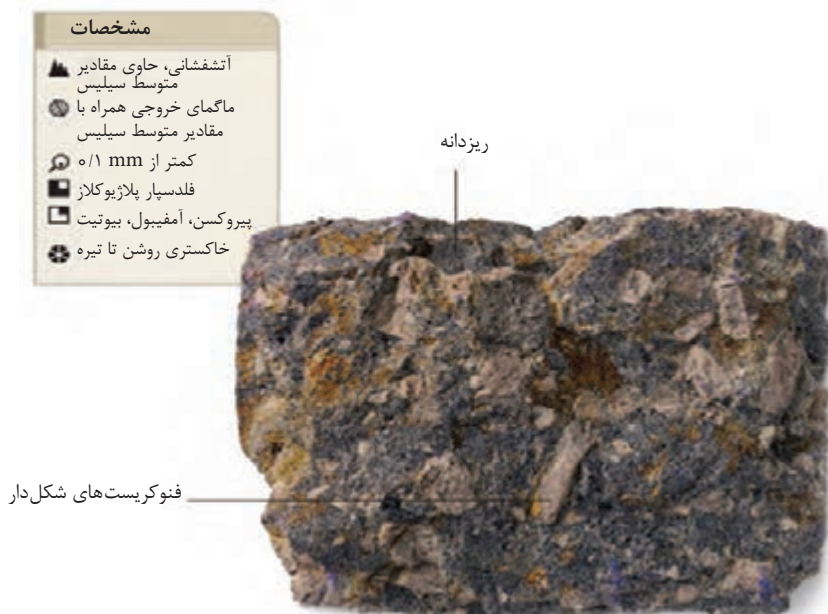 مشخصات
آتشفشانی، حاوی مقادیر
متوسط سیلیس
ماگمای خروجی همراه با
مقادیر متوسط سیلیس
کمتر از ۰/۱ mm
فلدسپار پلاژیوکلاز
پیروکسن، آمفیبول، بیوتیت
خاکستری روشن تا تیره
ریزدانه
فنوکریست‌های شکل‌دار